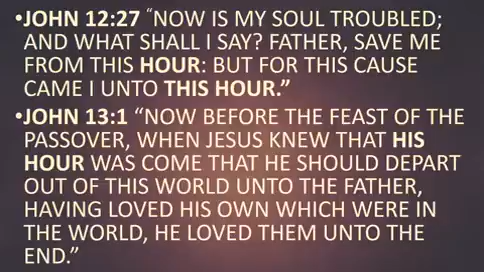 •JOHN 12:27 “NOW IS MY SOUL TROUBLED;
AND WHAT SHALL I SAY? FATHER, SAVE ME
FROM THIS HOUR: BUT FOR THIS CAUSE
CAME I UNTO THIS HOUR.”
•JOHN 13:1 “NOW BEFORE THE FEAST OF THE
PASSOVER, WHEN JESUS KNEW THAT HIS
HOUR WAS COME THAT HE SHOULD DEPART
OUT OF THIS WORLD UNTO THE FATHER,
HAVING LOVED HIS OWN WHICH WERE IN
THE WORLD, HE LOVED THEM UNTO THE
END.”